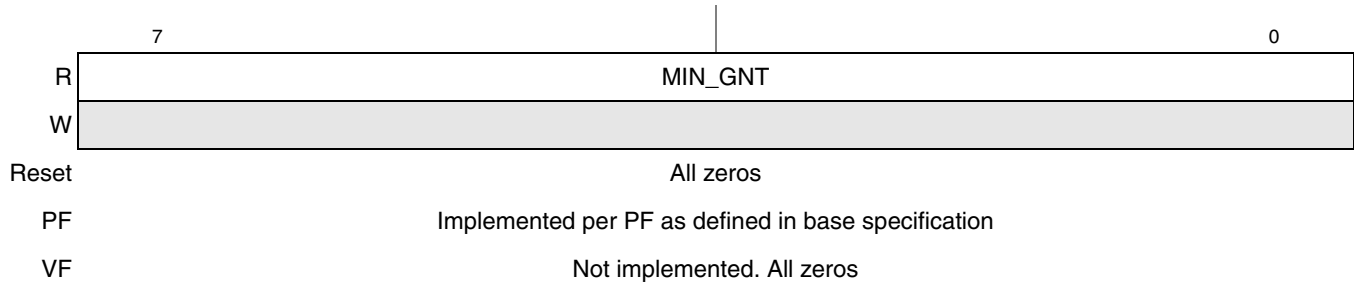 7 0
R MIN_GNT
W
Reset All zeros
PF Implemented per PF as defined in base specification
VF Not implemented. All zeros